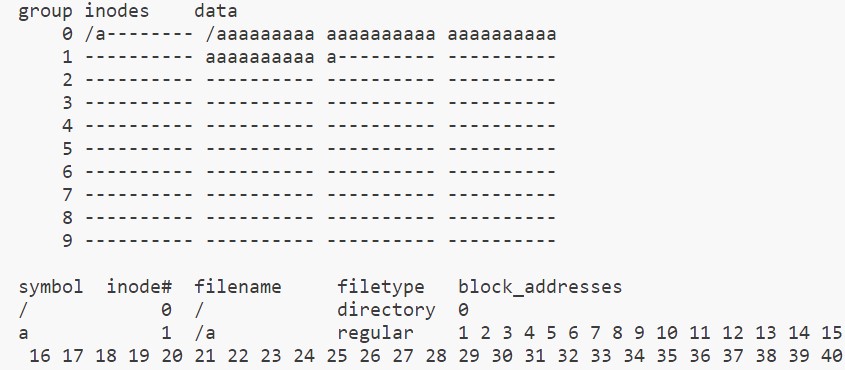 group inodes    data
    0 /a-------- /aaaaaaaaa aaaaaaaaaa aaaaaaaaaa
    1 ---------- aaaaaaaaaa a--------- ----------
    2 ---------- ---------- ---------- ----------
    3 ---------- ---------- ---------- ----------
    4 ---------- ---------- ---------- ----------
    5 ---------- ---------- ---------- ----------
    6 ---------- ---------- ---------- ----------
    7 ---------- ---------- ---------- ----------
    8 ---------- ---------- ---------- ----------
    9 ---------- ---------- ---------- ----------

symbol  inode#  filename     filetype   block_addresses
/            0  /            directory  0
a            1  /a           regular    1 2 3 4 5 6 7 8 9 10 11 12 13 14 15
 16 17 18 19 20 21 22 23 24 25 26 27 28 29 30 31 32 33 34 35 36 37 38 39 40